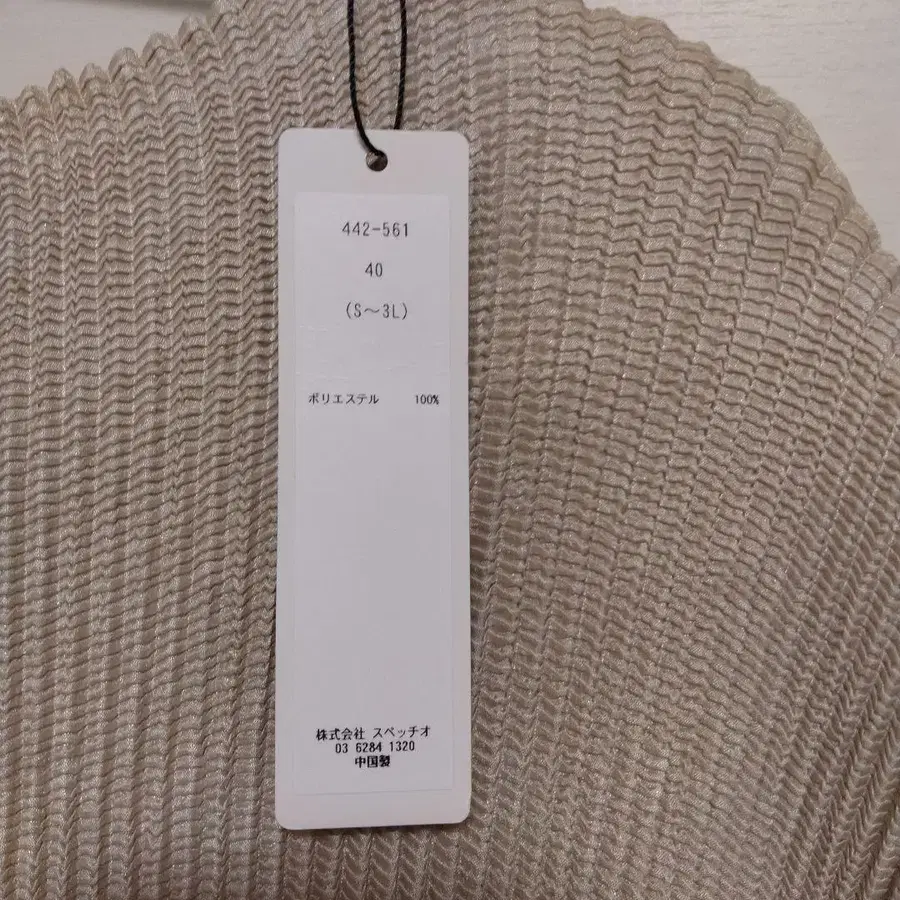 442-561
40
(S～3L)
ポリエステル 100%
株式会社 スペッチオ
03 6284 1320
中国製